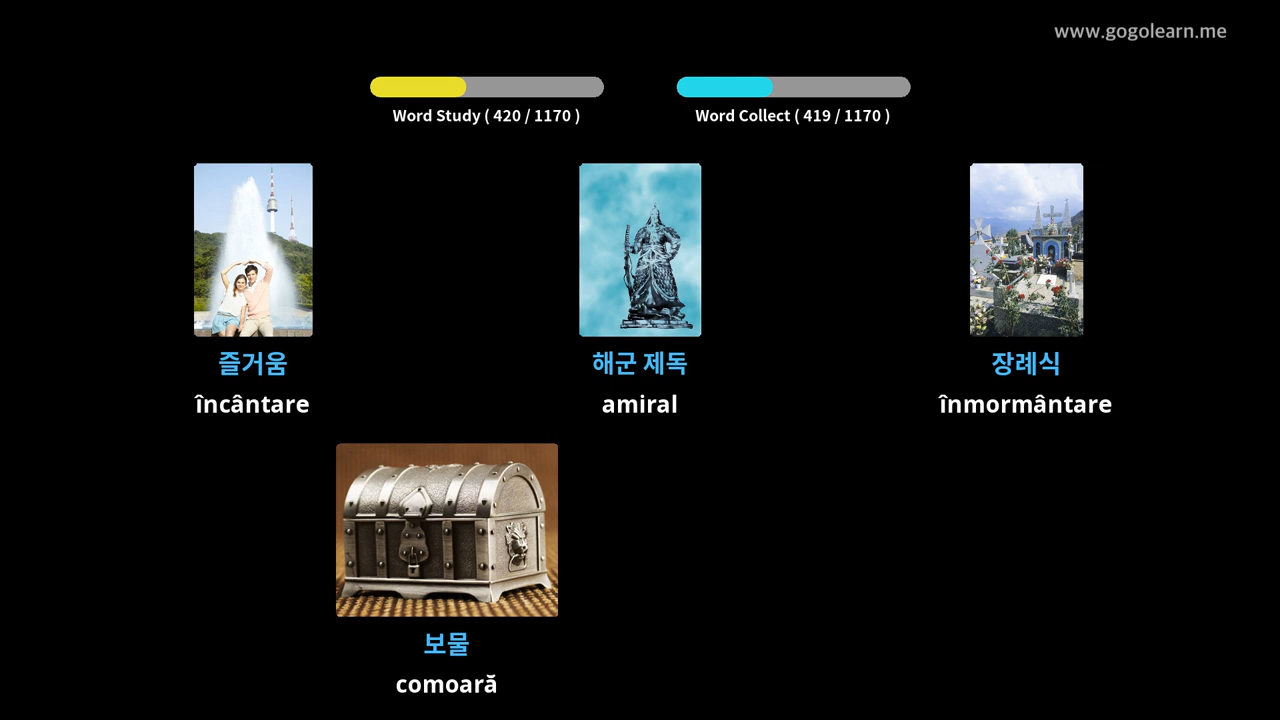 www.gogolearn.me
Word Study ( 420 / 1170 )
Word Collect ( 419 / 1170 )
즐거움
încântare
해군 제독
amiral
장례식
înmormântare
보물
comoară